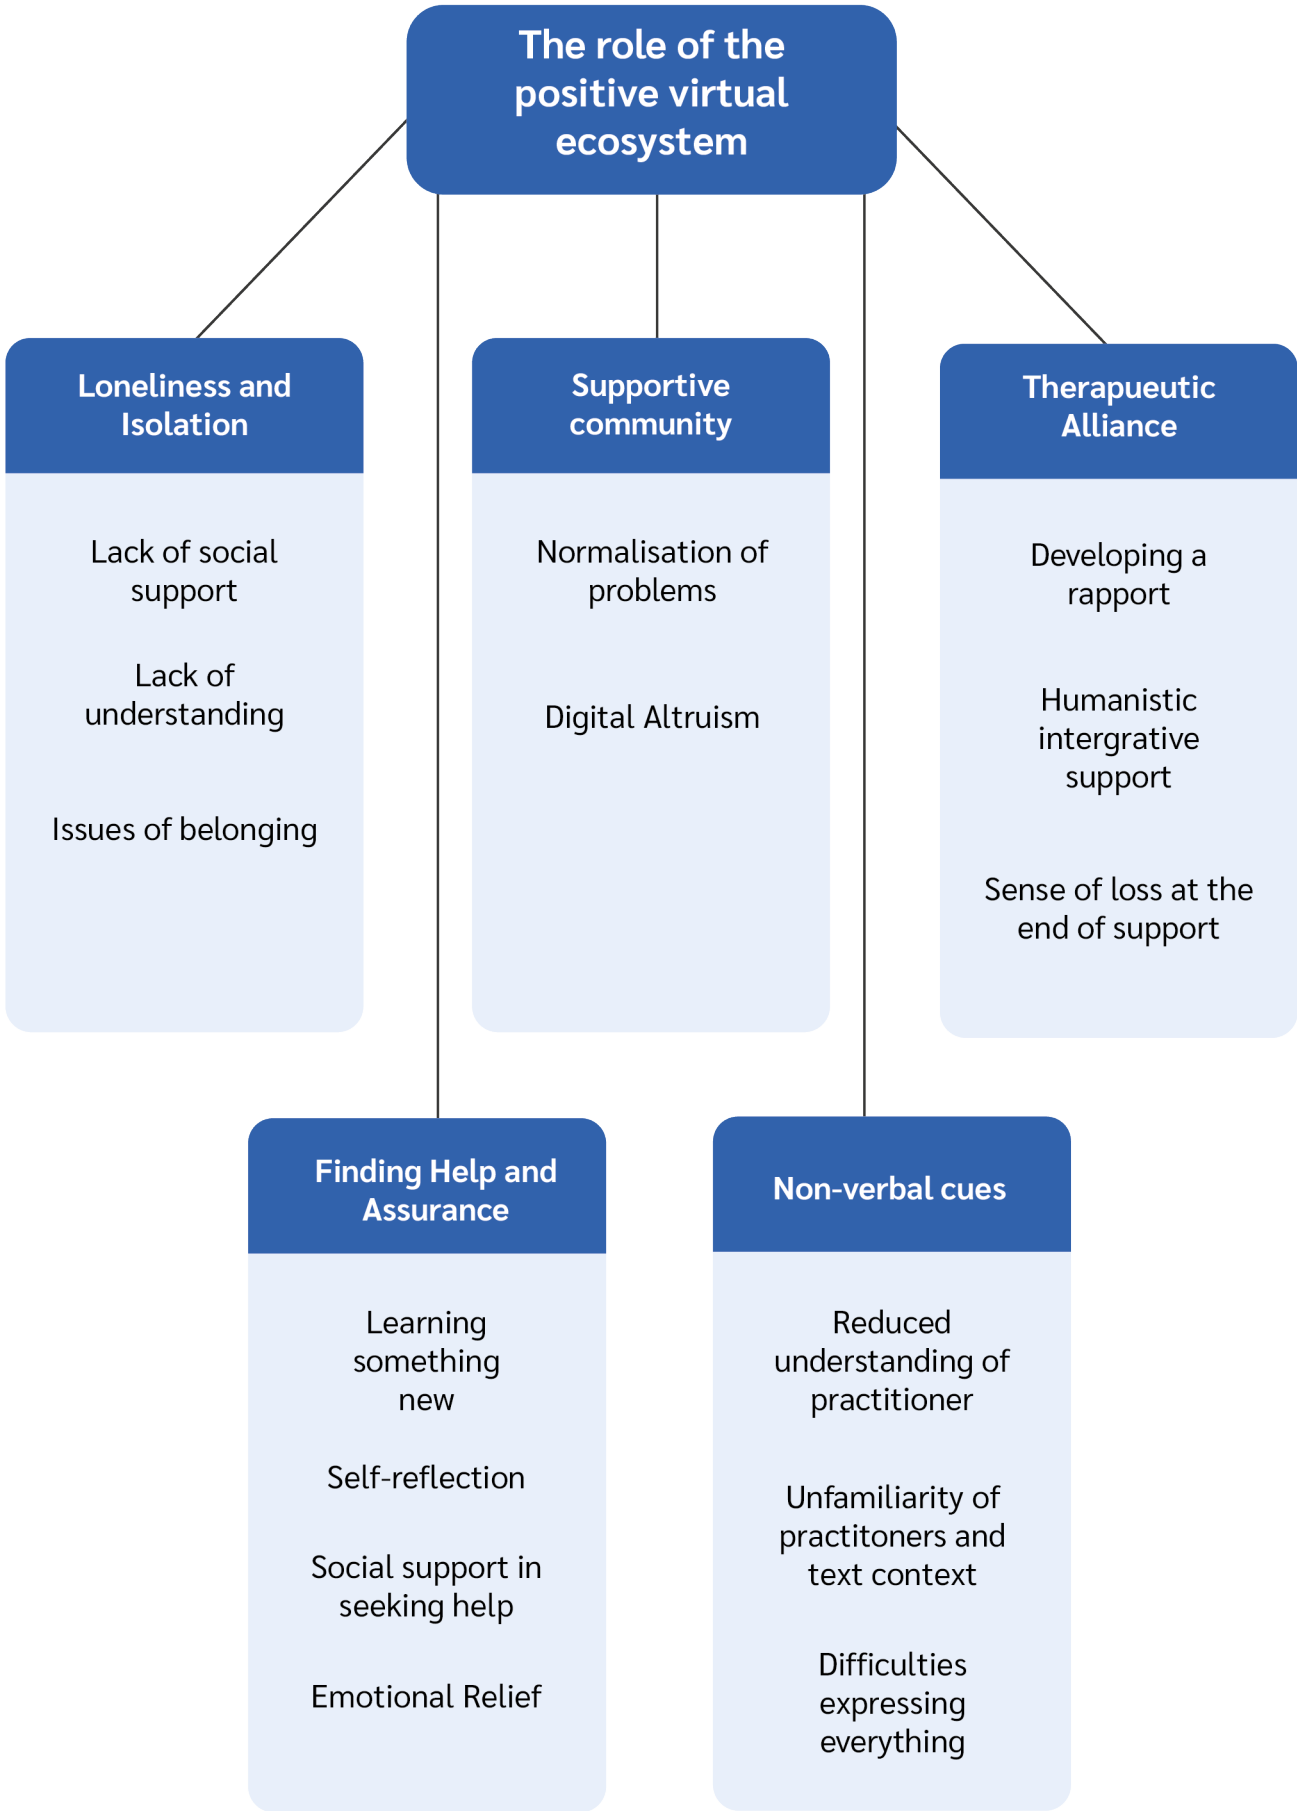 The role of the
positive virtual
ecosystem
Loneliness and
Isolation
Lack of social
support
Lack of
understanding
Issues of belonging
Supportive
community
Normalisation of
problems
Digital Altruism
Therapueutic
Alliance
Developing a
rapport
Humanistic
intergrative
support
Sense of loss at the
end of support
Finding Help and
Assurance
Learning
something
new
Self-reflection
Social support in
seeking help
Emotional Relief
Non-verbal cues
Reduced
understanding of
practitioner
Unfamiliarity of
practitoners and
text context
Difficulties
expressing
everything